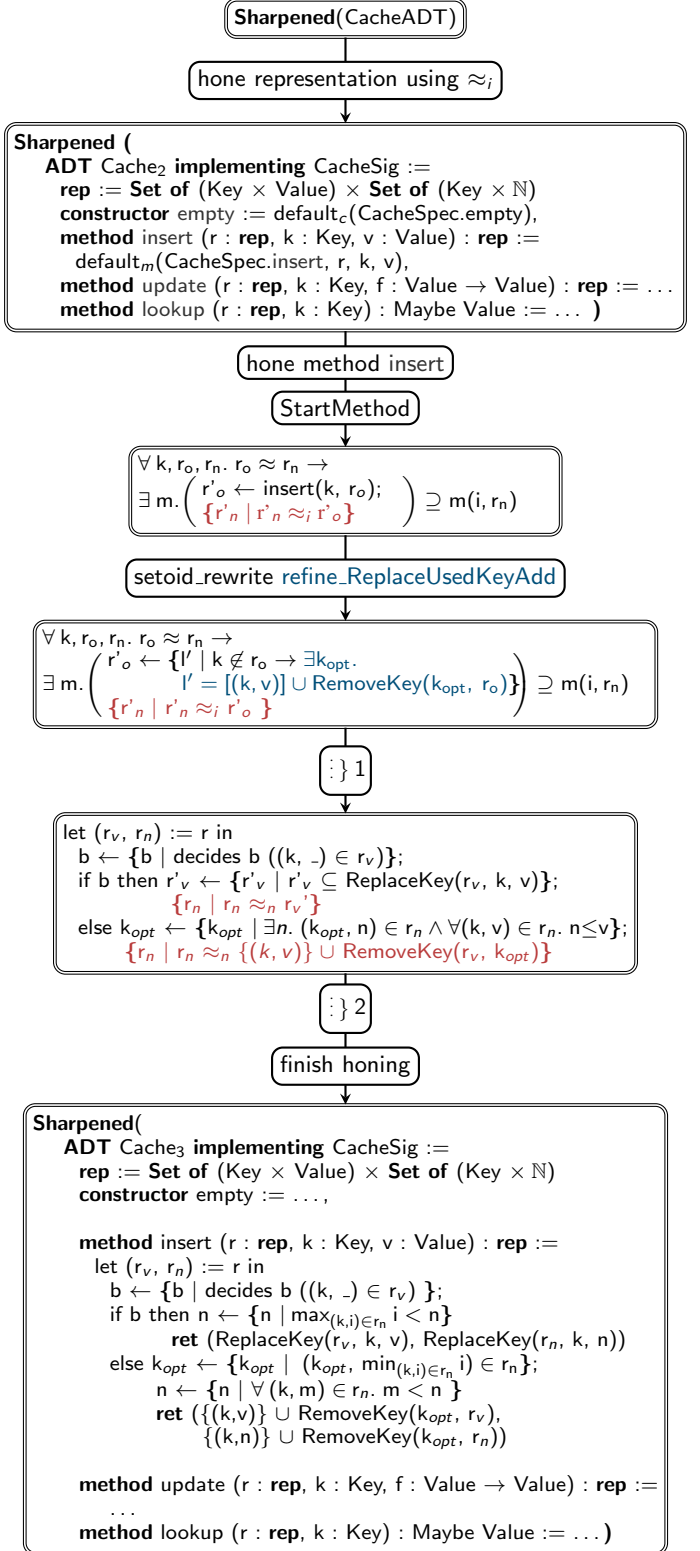 Sharpened(CacheADT)
hone representation using ≈ᵢ
Sharpened (
ADT Cache₂ implementing CacheSig :=
rep := Set of (Key × Value) × Set of (Key × ℕ)
constructor empty := default_c(CacheSpec.empty),
method insert (r : rep, k : Key, v : Value) : rep :=
default_m(CacheSpec.insert, r, k, v),
method update (r : rep, k : Key, f : Value → Value) : rep := …
method lookup (r : rep, k : Key) : Maybe Value := … )
hone method insert
StartMethod
∀ k, r_o, r_n. r_o ≈ r_n →
∃ m. ( r'_o ← insert(k, r_o);
{r'_n | r'_n ≈_i r'_o} ) ⊇ m(i, r_n)
setoid_rewrite refine_ReplaceUsedKeyAdd
∀ k, r_o, r_n. r_o ≈ r_n →
∃ m. ( r'_o ← {l′ | k ∉ r_o → ∃k_opt.
l′ = [(k, v)] ∪ RemoveKey(k_opt, r_o)}
{r'_n | r'_n ≈_i r'_o } ) ⊇ m(i, r_n)
⋮ } 1
let (r_v, r_n) := r in
b ← {b | decides b ((k, _) ∈ r_v)};
if b then r'_v ← {r'_v | r'_v ⊆ ReplaceKey(r_v, k, v)};
{r_n | r_n ≈_n r_v'}
else k_opt ← {k_opt | ∃n. (k_opt, n) ∈ r_n ∧ ∀(k, v) ∈ r_n. n≤v};
{r_n | r_n ≈_n {(k, v)} ∪ RemoveKey(r_v, k_opt)}
⋮ } 2
finish honing
Sharpened(
ADT Cache₃ implementing CacheSig :=
rep := Set of (Key × Value) × Set of (Key × ℕ)
constructor empty := …,
method insert (r : rep, k : Key, v : Value) : rep :=
let (r_v, r_n) := r in
b ← {b | decides b ((k, _) ∈ r_v) };
if b then n ← {n | max_(k,i)∈r_n i < n}
ret (ReplaceKey(r_v, k, v), ReplaceKey(r_n, k, n))
else k_opt ← {k_opt | (k_opt, min_(k,i)∈r_n i) ∈ r_n};
n ← {n | ∀ (k, m) ∈ r_n. m < n }
ret ({(k,v)} ∪ RemoveKey(k_opt, r_v),
{(k,n)} ∪ RemoveKey(k_opt, r_n))
method update (r : rep, k : Key, f : Value → Value) : rep :=
…
method lookup (r : rep, k : Key) : Maybe Value := … )